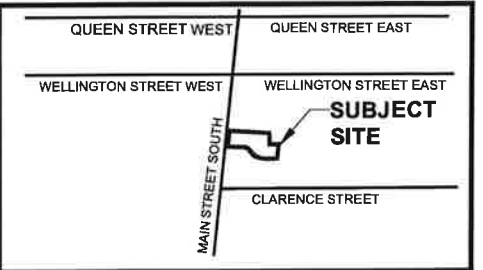 QUEEN STREET WEST
QUEEN STREET EAST
WELLINGTON STREET WEST
WELLINGTON STREET EAST
SUBJECT
SITE
MAIN STREET SOUTH
CLARENCE STREET